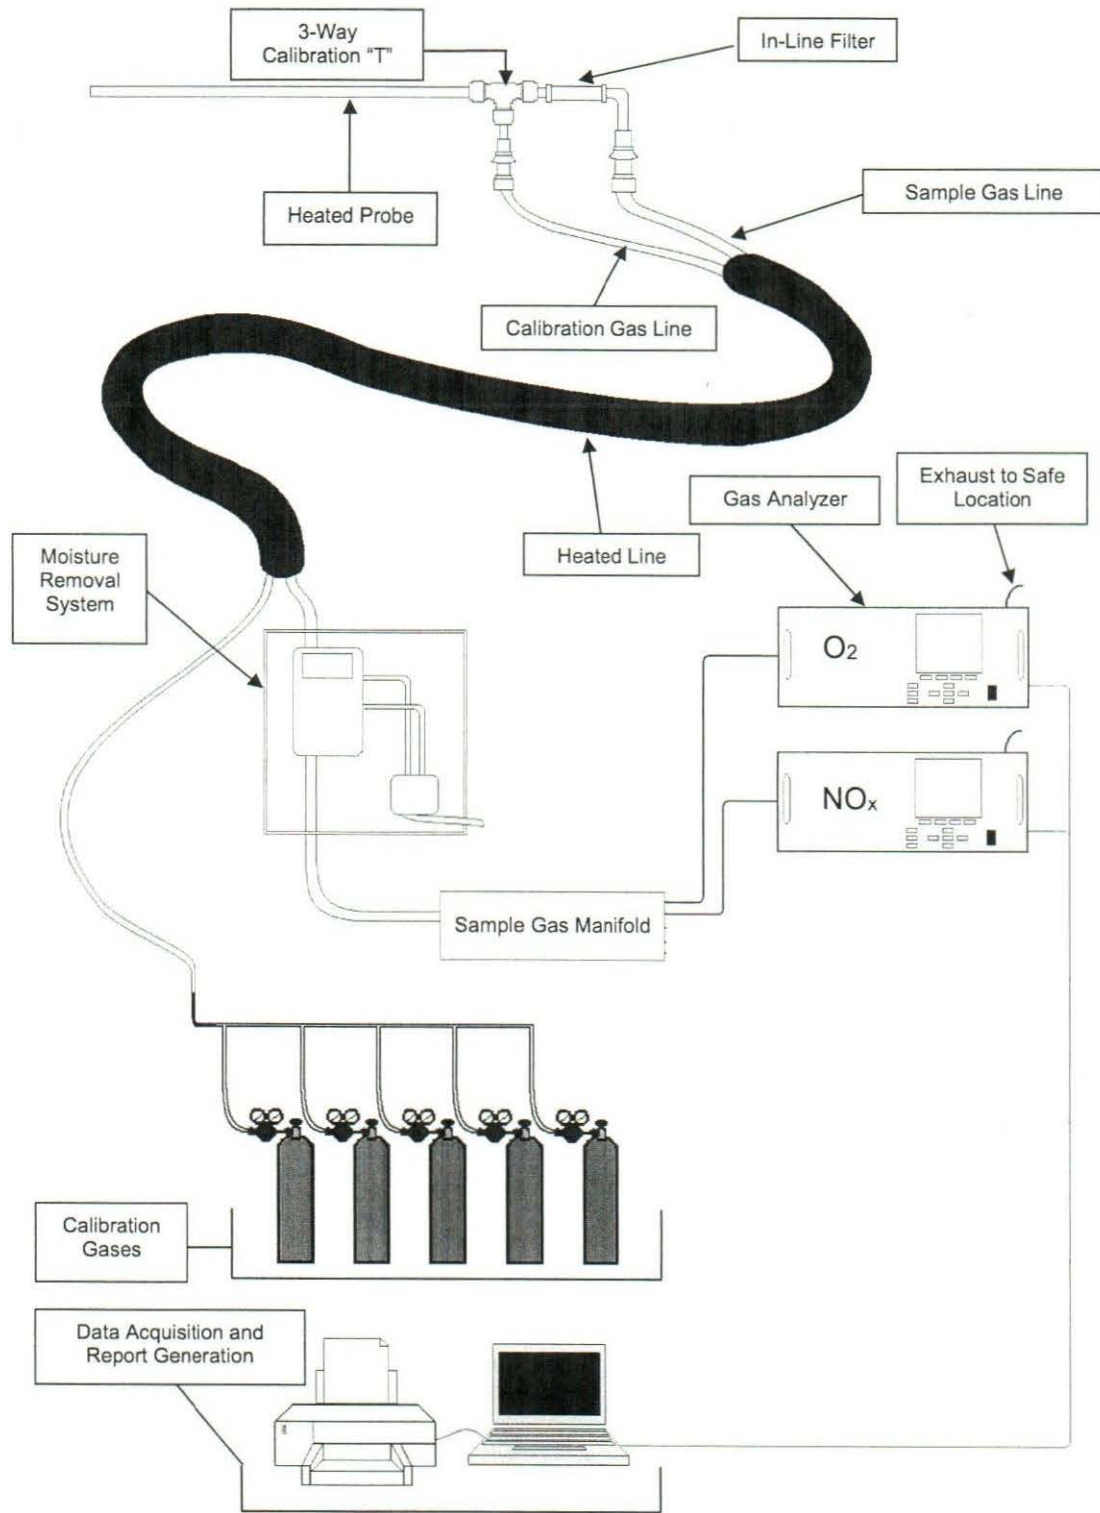 3-Way
Calibration "T"
In-Line Filter
Heated Probe
Sample Gas Line
Calibration Gas Line
Gas Analyzer
Exhaust to Safe
Location
Heated Line
Moisture
Removal
System
O2
NOx
Sample Gas Manifold
Calibration
Gases
Data Acquisition and
Report Generation